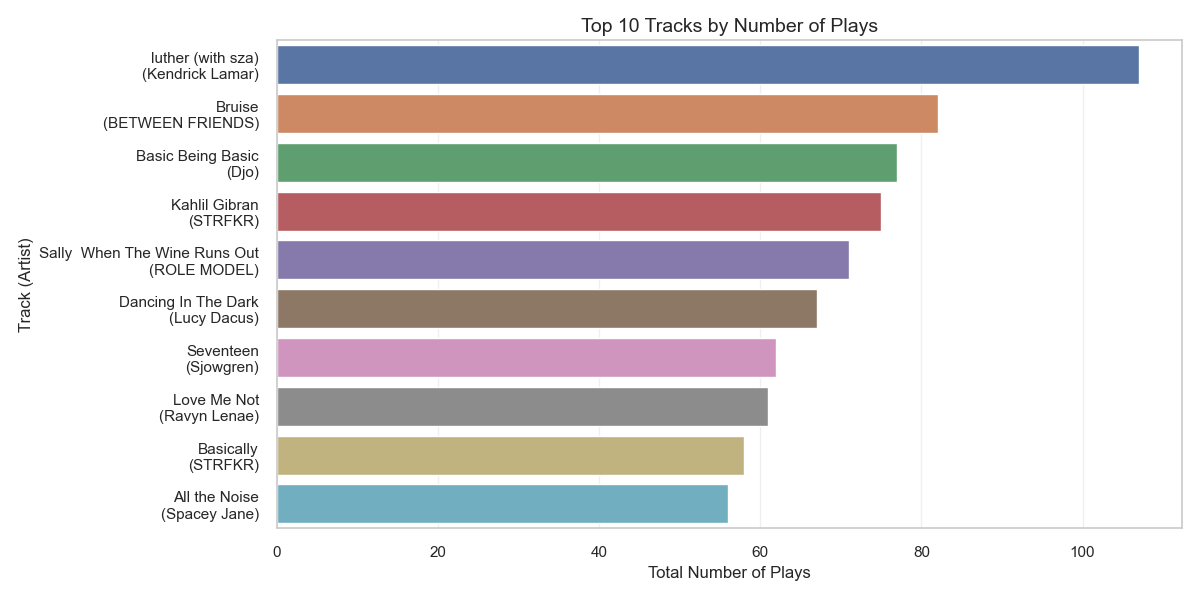 Top 10 Tracks by Number of Plays
luther (with sza)
(Kendrick Lamar)
Bruise
(BETWEEN FRIENDS)
Basic Being Basic
(Djo)
Kahlil Gibran
(STRFKR)
Sally  When The Wine Runs Out
(ROLE MODEL)
Dancing In The Dark
(Lucy Dacus)
Seventeen
(Sjowgren)
Love Me Not
(Ravyn Lenae)
Basically
(STRFKR)
All the Noise
(Spacey Jane)
Track (Artist)
0 20 40 60 80 100
Total Number of Plays